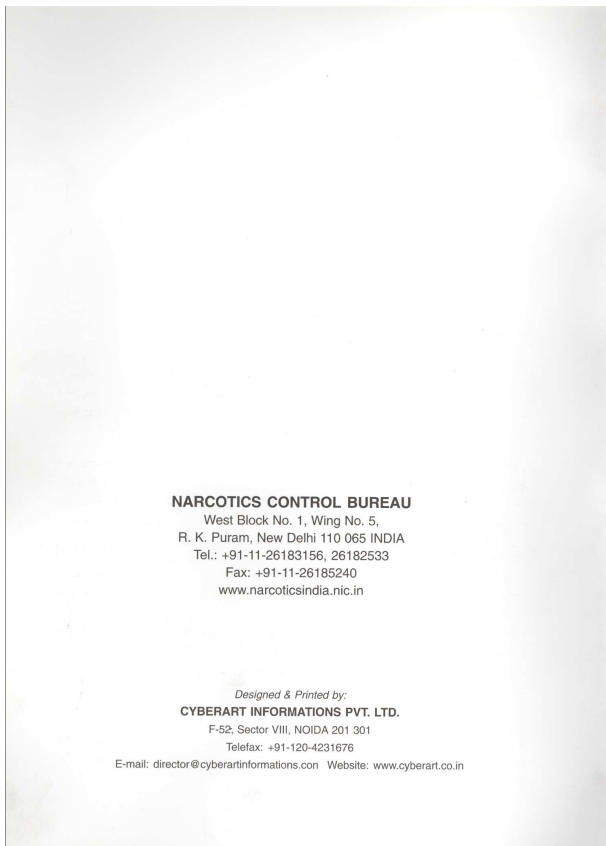 NARCOTICS CONTROL BUREAU
West Block No. 1, Wing No. 5,
R. K. Puram, New Delhi 110 065 INDIA
Tel.: +91-11-26183156, 26182533
Fax: +91-11-26185240
www.narcoticsindia.nic.in
Designed & Printed by:
CYBERART INFORMATIONS PVT. LTD.
F-52, Sector VIII, NOIDA 201 301
Telefax: +91-120-4231676
E-mail: director@cyberartinformations.con Website: www.cyberart.co.in